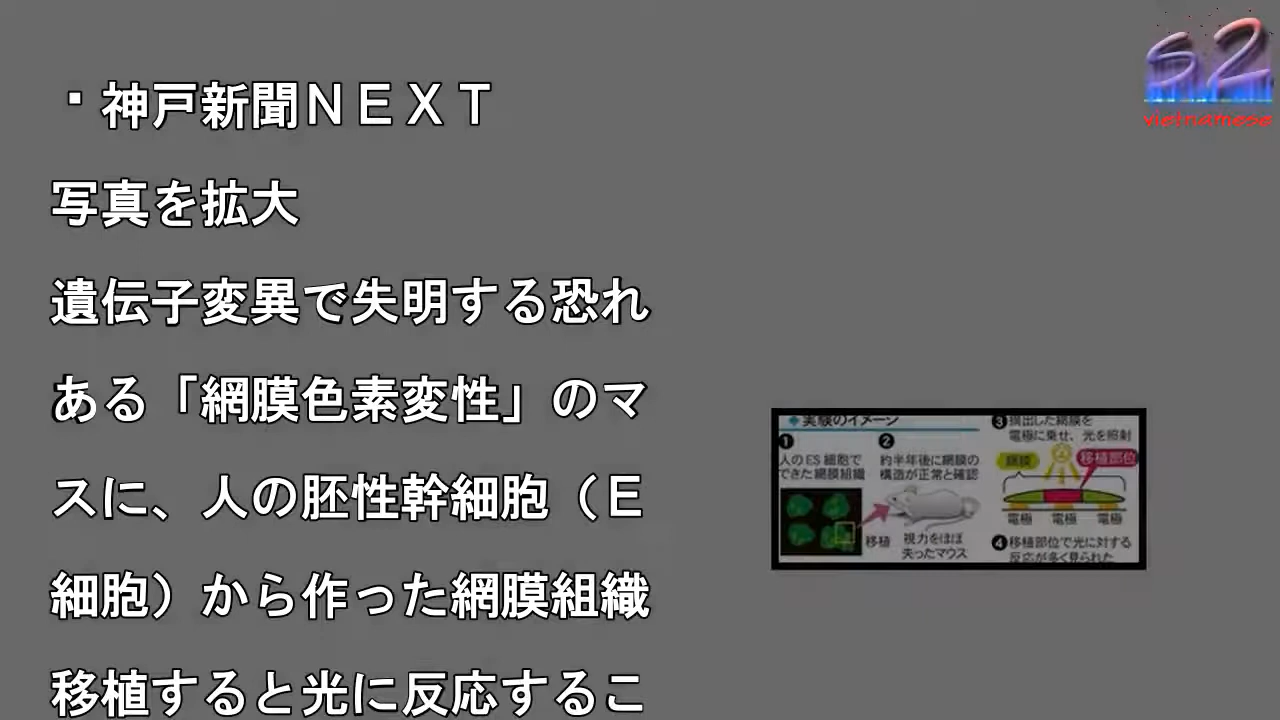 ▪神戸新聞ＮＥＸＴ
写真を拡大
遺伝子変異で失明する恐れ
ある「網膜色素変性」のマ
スに、人の胚性幹細胞（Ｅ
細胞）から作った網膜組織
移植すると光に反応するこ
S2
vietnamese
◆実験のイメージ
❶
人のES細胞で
できた網膜組織
❷
約半年後に網膜の
構造が正常と確認
移植
視力をほぼ
失ったマウス
❸摘出した網膜を
電極に乗せ、光を照射
網膜
移植部位
電極 電極 電極
❹移植部位で光に対する
反応が多く見られた